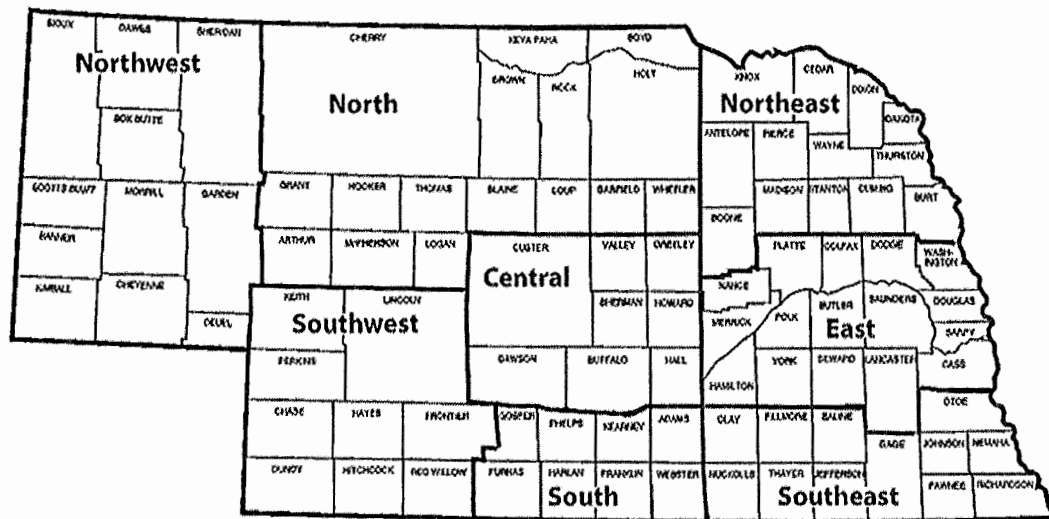 SIOUX
DAWES
SHERIDAN
CHERRY
KEYA PAHA
BOYD
Northwest
BROWN
ROCK
HOLT
KNOX
CEDAR
DIXON
North
Northeast
BOX BUTTE
DAKOTA
ANTELOPE
PIERCE
WAYNE
THURSTON
SCOTTS BLUFF
MORRILL
GARDEN
GRANT
HOOKER
THOMAS
BLAINE
LOUP
GARFIELD
WHEELER
MADISON
STANTON
CUMING
BURT
BOONE
BANNER
ARTHUR
McPHERSON
LOGAN
CUSTER
VALLEY
GREELEY
PLATTE
COLFAX
DODGE
WASH-
INGTON
Central
KIMBALL
CHEYENNE
NANCE
KEITH
LINCOLN
SHERMAN
HOWARD
MERRICK
POLK
BUTLER
SAUNDERS
DOUGLAS
DEUEL
Southwest
East
SARPY
PERKINS
DAWSON
BUFFALO
HALL
HAMILTON
YORK
SEWARD
LANCASTER
CASS
CHASE
HAYES
FRONTIER
GOSPER
PHELPS
KEARNEY
ADAMS
CLAY
FILLMORE
SALINE
OTOE
GAGE
JOHNSON
NEMAHA
DUNDY
HITCHCOCK
RED WILLOW
FURNAS
HARLAN
FRANKLIN
WEBSTER
NUCKOLLS
THAYER
JEFFERSON
PAWNEE
RICHARDSON
South
Southeast